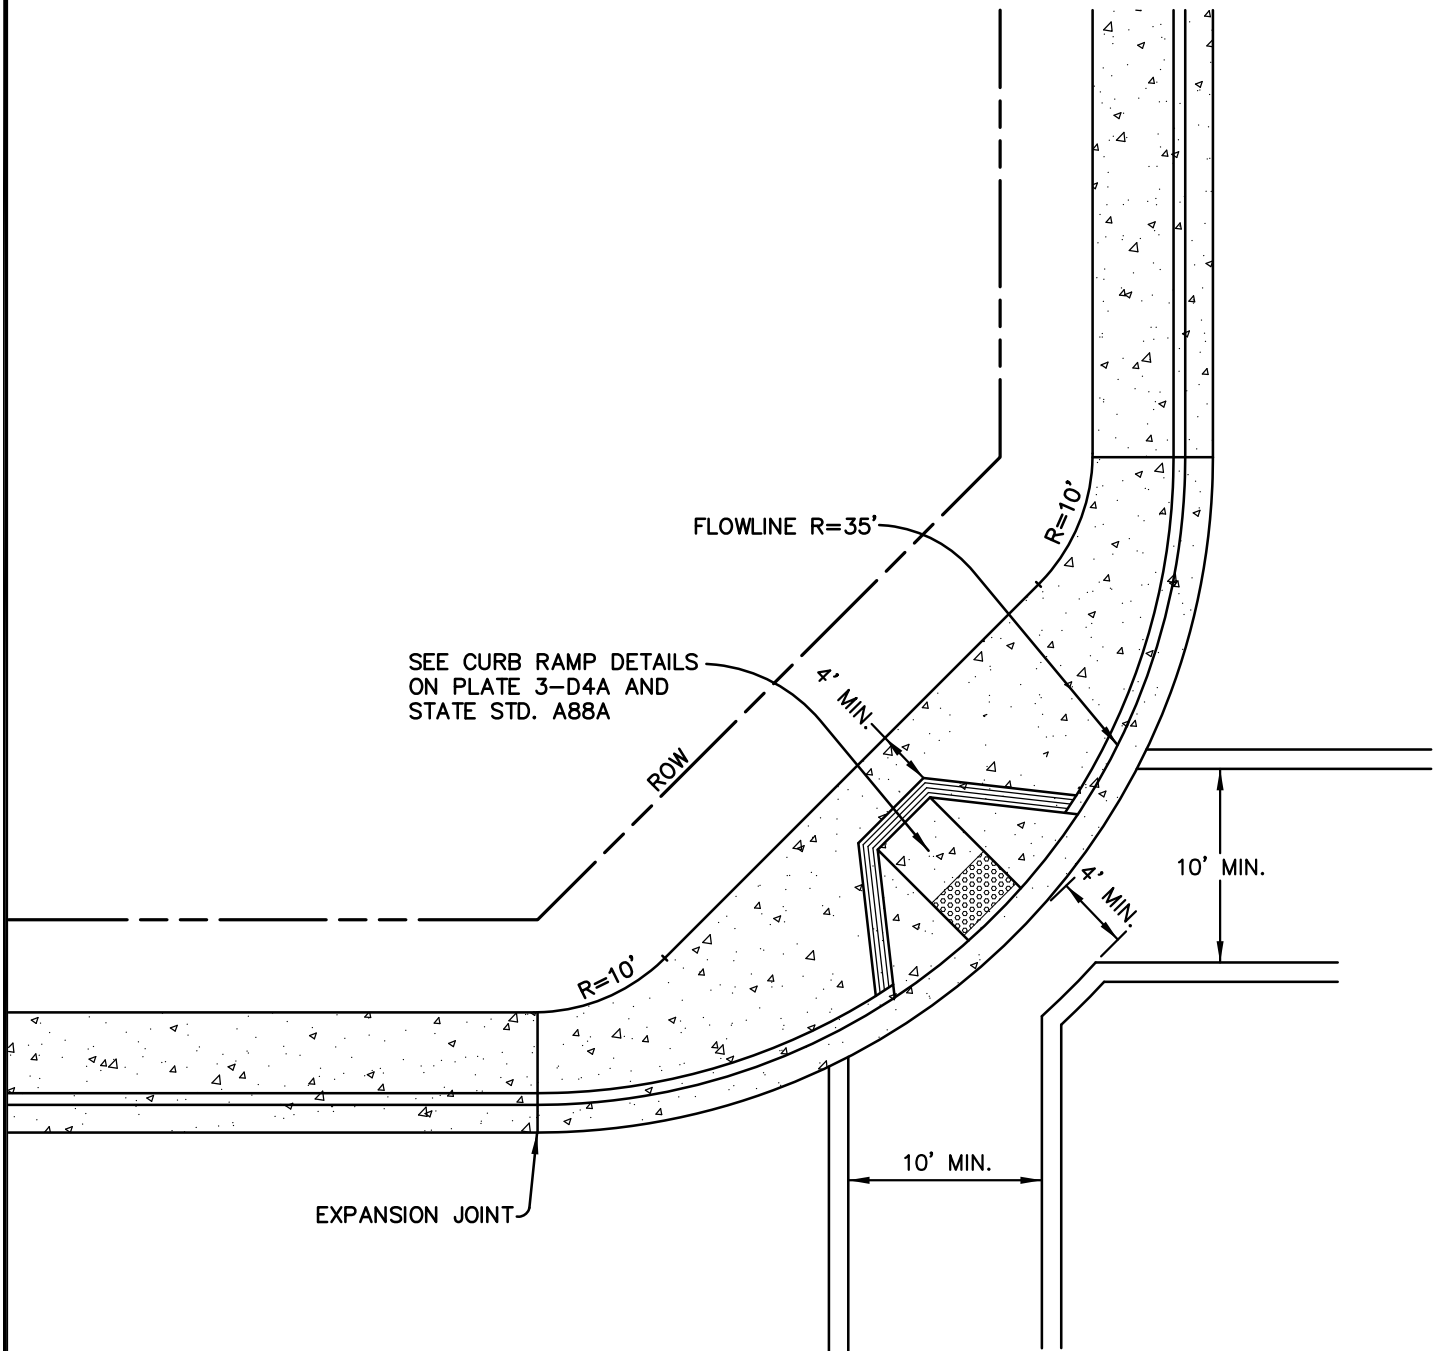 FLOWLINE R=35'
R=10'
SEE CURB RAMP DETAILS
ON PLATE 3-D4A AND
STATE STD. A88A
4' MIN.
ROW
10' MIN.
4' MIN.
R=10'
10' MIN.
EXPANSION JOINT